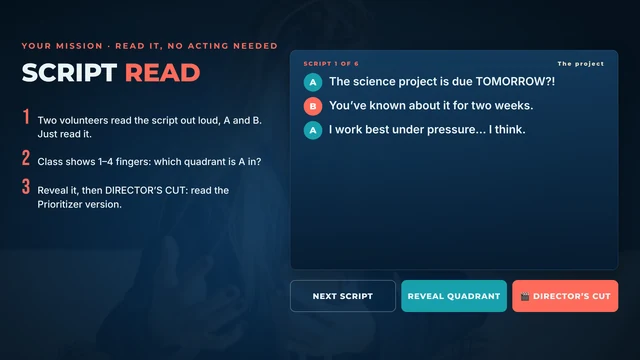 YOUR MISSION · READ IT, NO ACTING NEEDED
SCRIPT READ
1 Two volunteers read the script out loud, A and B.
Just read it.
2 Class shows 1–4 fingers: which quadrant is A in?
3 Reveal it, then DIRECTOR'S CUT: read the
Prioritizer version.
SCRIPT 1 OF 6 The project
A The science project is due TOMORROW?!
B You've known about it for two weeks.
A I work best under pressure... I think.
NEXT SCRIPT REVEAL QUADRANT 🎬 DIRECTOR'S CUT